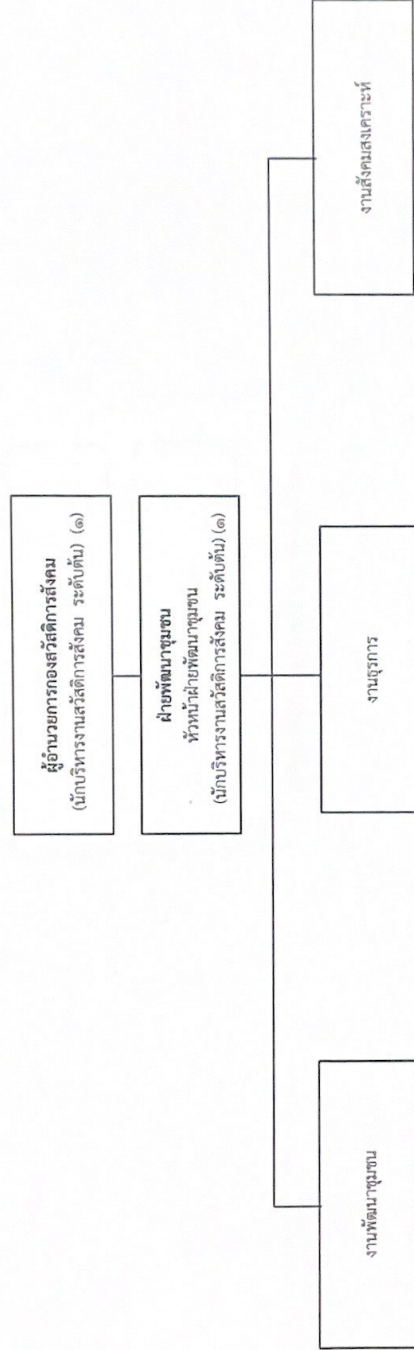 ผู้อำนวยการกองสวัสดิการสังคม
(นักบริหารงานสวัสดิการสังคม ระดับต้น) (๑)
ฝ่ายพัฒนาชุมชน
หัวหน้าฝ่ายพัฒนาชุมชน
(นักบริหารงานสวัสดิการสังคม ระดับต้น) (๑)
งานพัฒนาชุมชน
งานธุรการ
งานสังคมสงเคราะห์